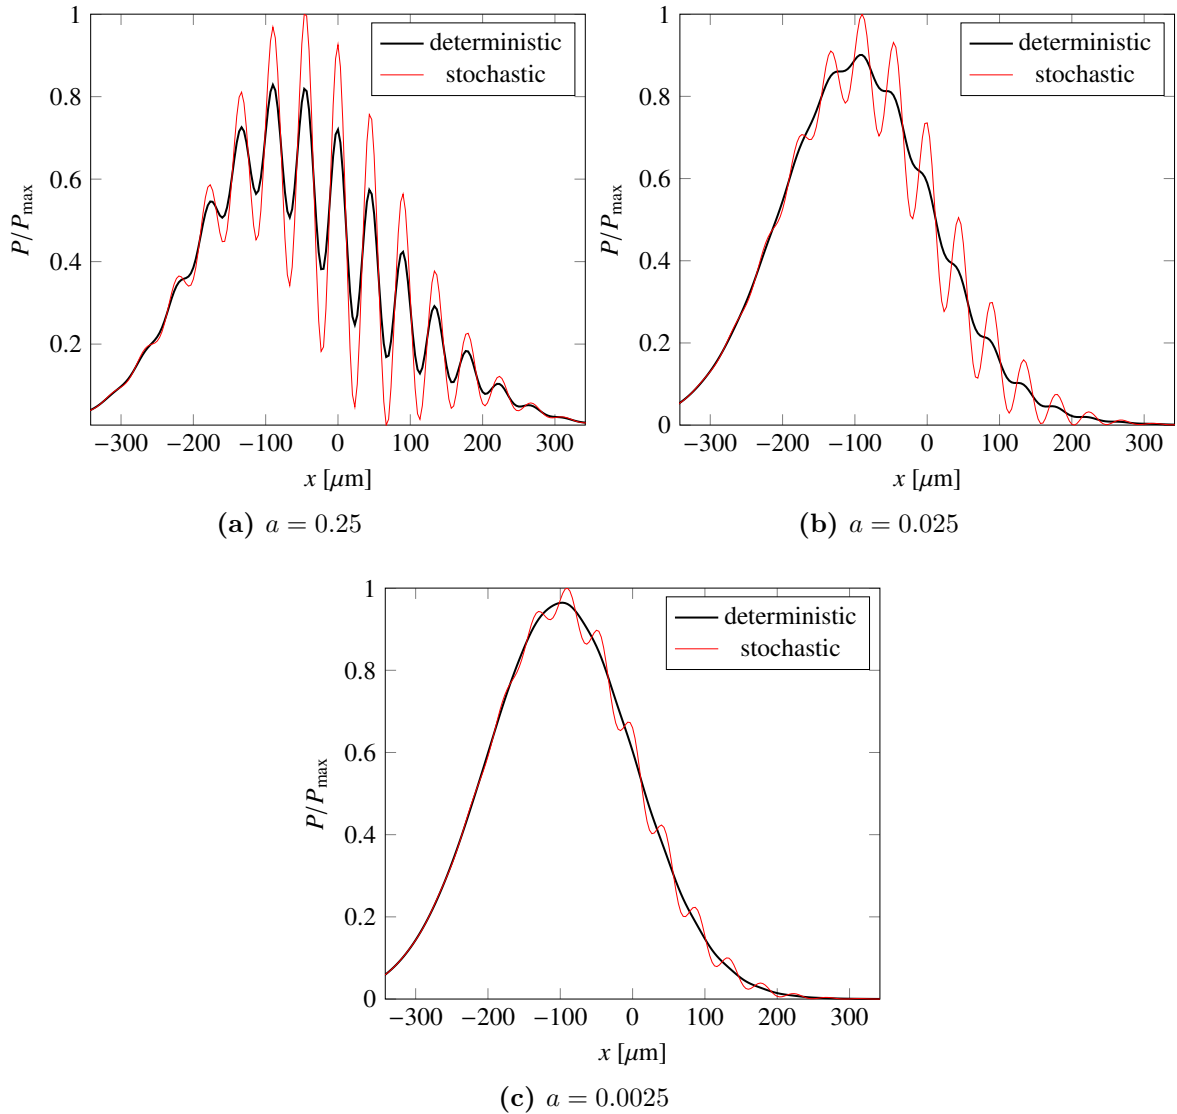 1
0.8
0.6
0.4
0.2
P/P_max
deterministic
stochastic
−300 −200 −100 0 100 200 300
x [μm]
(a) a = 0.25
1
0.8
0.6
0.4
0.2
0
P/P_max
deterministic
stochastic
−300 −200 −100 0 100 200 300
x [μm]
(b) a = 0.025
1
0.8
0.6
0.4
0.2
0
P/P_max
deterministic
stochastic
−300 −200 −100 0 100 200 300
x [μm]
(c) a = 0.0025